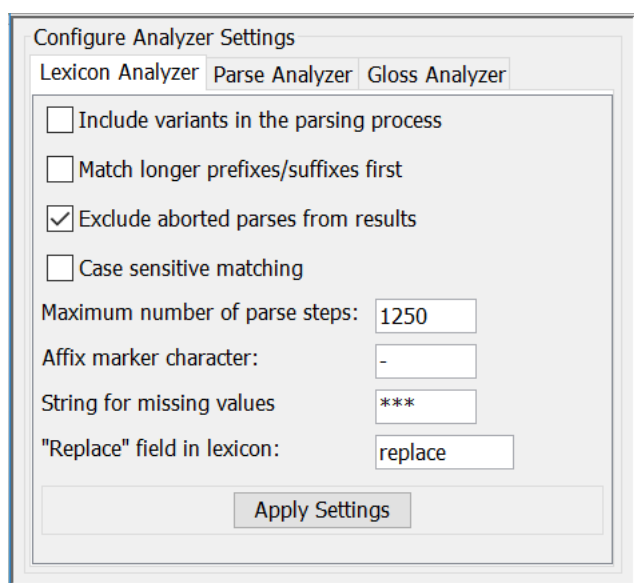 Configure Analyzer Settings
Lexicon Analyzer Parse Analyzer Gloss Analyzer
Include variants in the parsing process
Match longer prefixes/suffixes first
Exclude aborted parses from results
Case sensitive matching
Maximum number of parse steps: 1250
Affix marker character: -
String for missing values ***
"Replace" field in lexicon: replace
Apply Settings